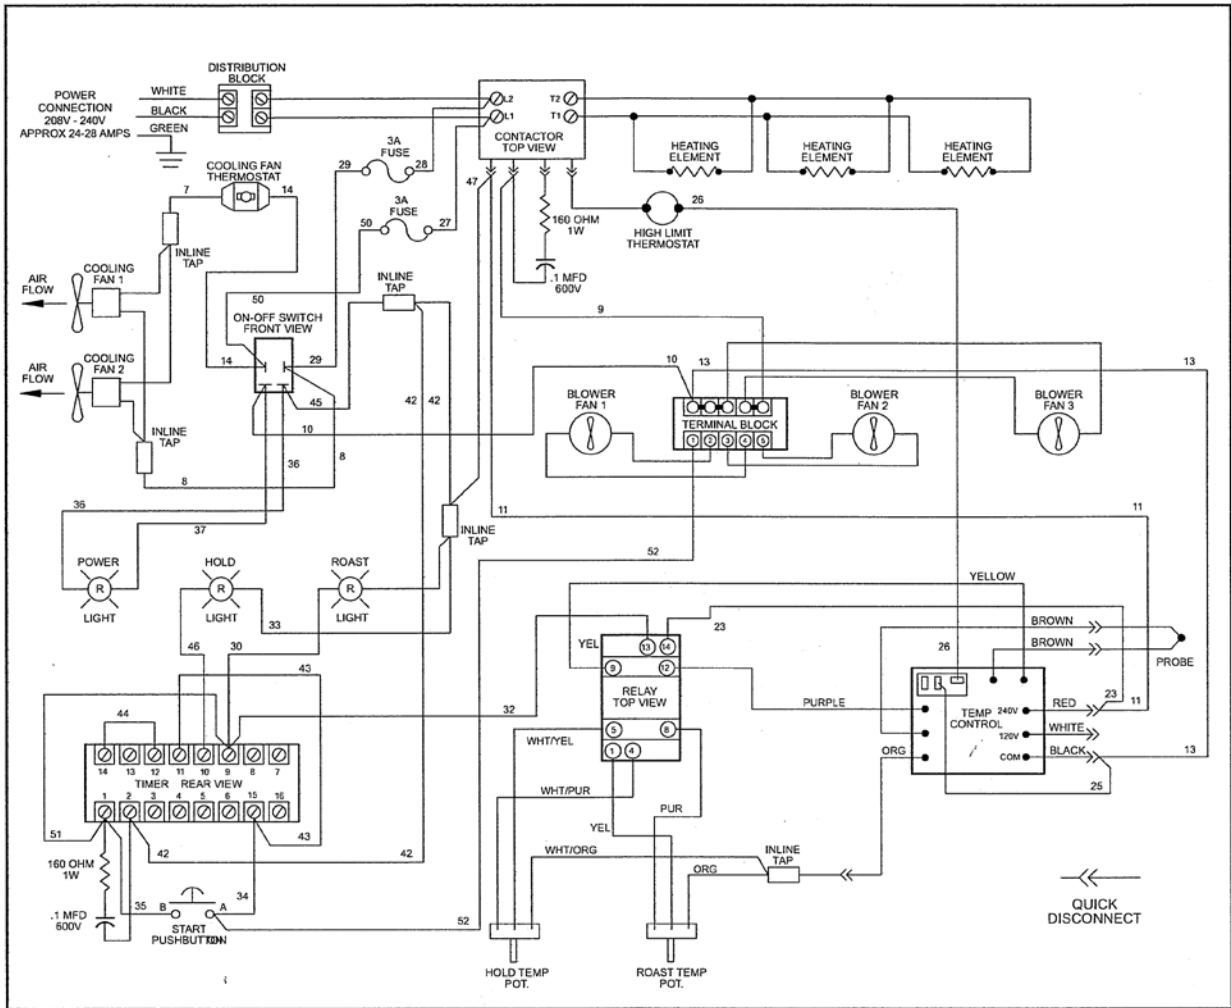 DISTRIBUTION
BLOCK
POWER
CONNECTION
208V - 240V
APPROX 24-28 AMPS
WHITE
BLACK
GREEN
L2
L1
T2
T1
CONTACTOR
TOP VIEW
HEATING
ELEMENT
HEATING
ELEMENT
HEATING
ELEMENT
3A
FUSE
29
28
3A
FUSE
50
27
47
COOLING FAN
THERMOSTAT
7
14
INLINE
TAP
160 OHM
1W
.1 MFD
600V
HIGH LIMIT
THERMOSTAT
26
AIR
FLOW
COOLING
FAN 1
AIR
FLOW
COOLING
FAN 2
INLINE
TAP
INLINE
TAP
50
ON-OFF SWITCH
FRONT VIEW
14
29
45
10
8
36
8
42
42
9
10
13
13
BLOWER
FAN 1
TERMINAL BLOCK
1
2
3
4
5
BLOWER
FAN 2
BLOWER
FAN 3
36
37
INLINE
TAP
11
11
52
POWER
R
LIGHT
HOLD
R
LIGHT
ROAST
R
LIGHT
33
46
30
43
44
32
YELLOW
YEL
23
13
14
9
12
RELAY
TOP VIEW
5
8
1
4
26
BROWN
BROWN
PROBE
PURPLE
TEMP
CONTROL
240V
120V
COM
RED
WHITE
BLACK
23
11
13
25
ORG
14
13
12
11
10
9
8
7
TIMER REAR VIEW
1
2
3
4
5
6
15
16
51
42
42
43
160 OHM
1W
.1 MFD
600V
35
B
A
34
START
PUSHBUTTON
52
WHT/YEL
WHT/PUR
YEL
PUR
WHT/ORG
ORG
INLINE
TAP
HOLD TEMP
POT.
ROAST TEMP
POT.
QUICK
DISCONNECT